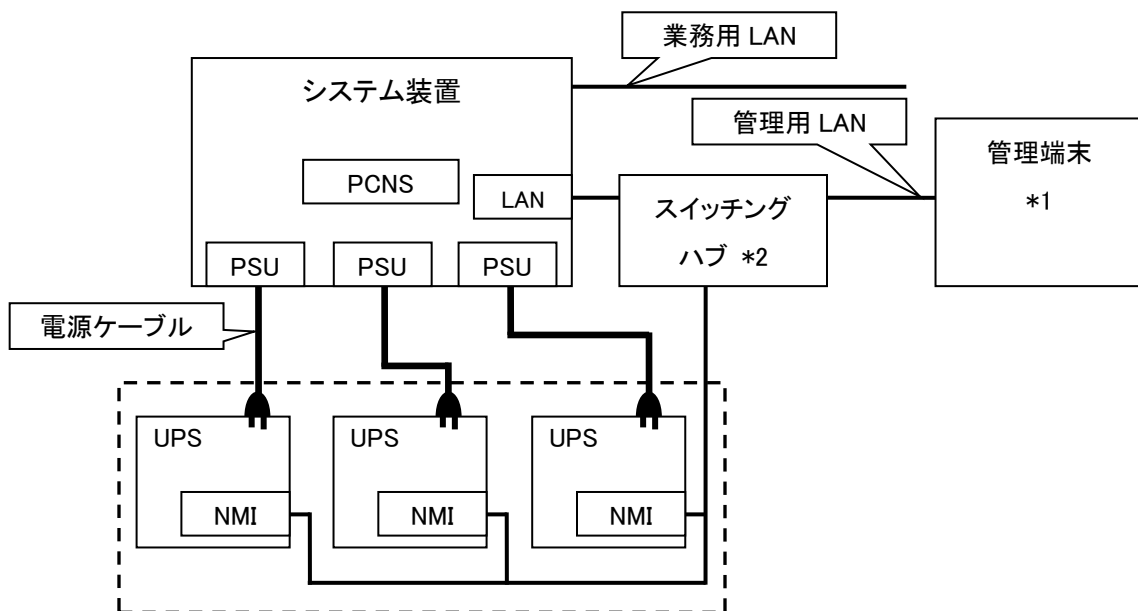 業務用 LAN
システム装置
管理用 LAN
管理端末
*1
PCNS
LAN
スイッチング
ハブ *2
PSU
PSU
PSU
電源ケーブル
UPS
UPS
UPS
NMI
NMI
NMI